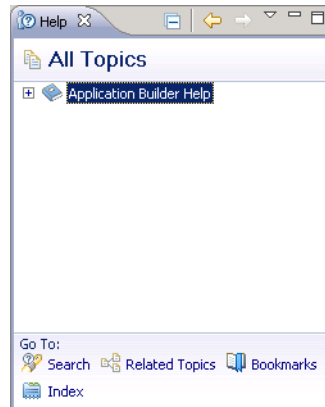 Help
All Topics
Application Builder Help
Go To:
Search Related Topics Bookmarks
Index